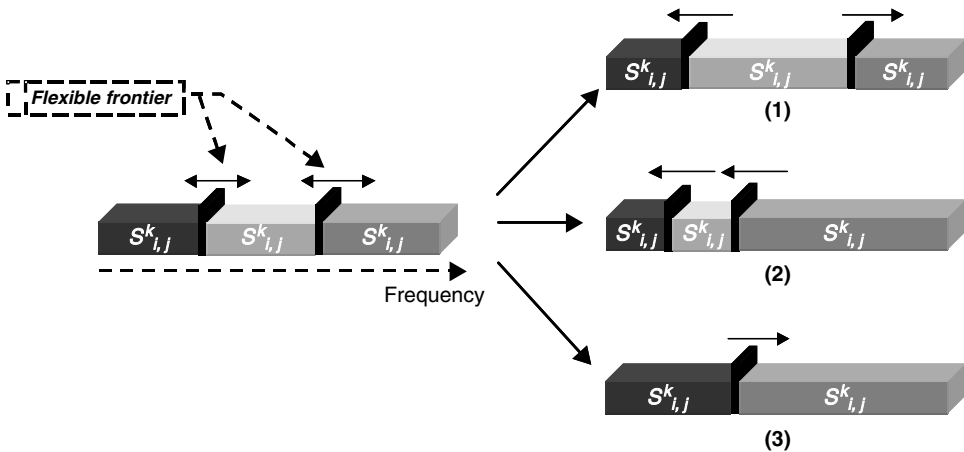 Flexible frontier
S^k_{i,j} S^k_{i,j} S^k_{i,j}
Frequency
S^k_{i,j} S^k_{i,j} S^k_{i,j}
(1)
S^k_{i,j} S^k_{i,j} S^k_{i,j}
(2)
S^k_{i,j} S^k_{i,j}
(3)